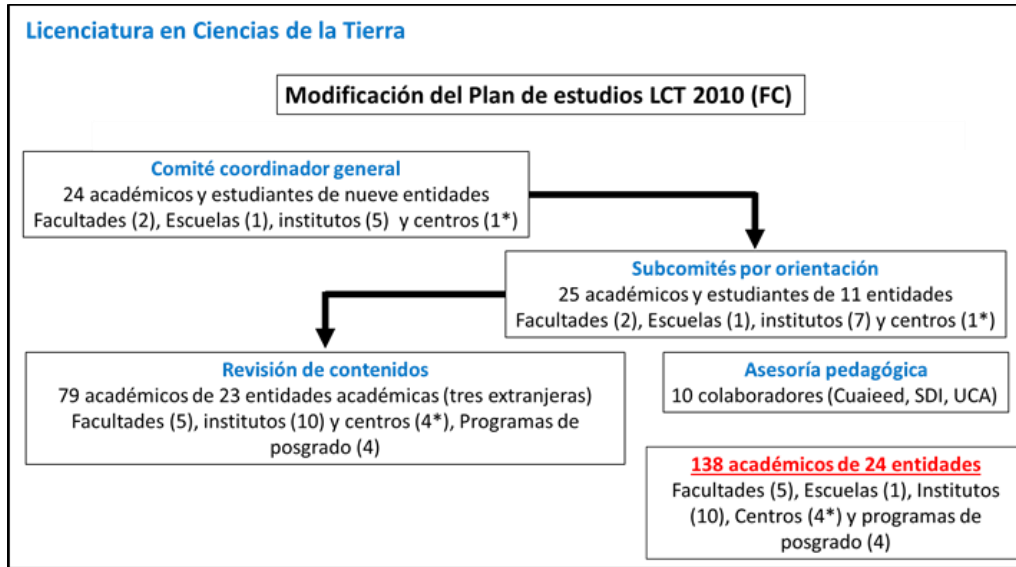 Licenciatura en Ciencias de la Tierra
Modificación del Plan de estudios LCT 2010 (FC)
Comité coordinador general
24 académicos y estudiantes de nueve entidades
Facultades (2), Escuelas (1), institutos (5) y centros (1*)
Subcomités por orientación
25 académicos y estudiantes de 11 entidades
Facultades (2), Escuelas (1), institutos (7) y centros (1*)
Revisión de contenidos
79 académicos de 23 entidades académicas (tres extranjeras)
Facultades (5), institutos (10) y centros (4*), Programas de
posgrado (4)
Asesoría pedagógica
10 colaboradores (Cuaieed, SDI, UCA)
138 académicos de 24 entidades
Facultades (5), Escuelas (1), Institutos
(10), Centros (4*) y programas de
posgrado (4)